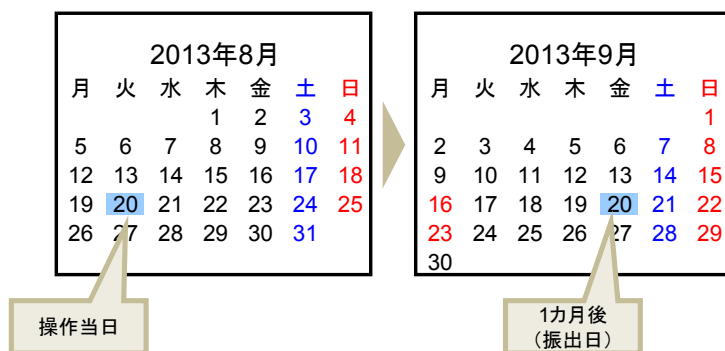 2013年8月
月 火 水 木 金 土 日
1 2 3 4
5 6 7 8 9 10 11
12 13 14 15 16 17 18
19 20 21 22 23 24 25
26 27 28 29 30 31
操作当日
2013年9月
月 火 水 木 金 土 日
1
2 3 4 5 6 7 8
9 10 11 12 13 14 15
16 17 18 19 20 21 22
23 24 25 26 27 28 29
30
1カ月後
（振出日）